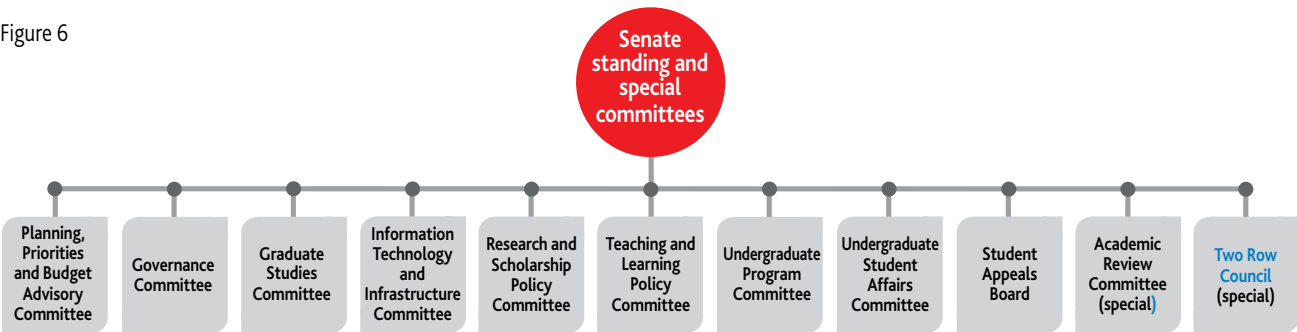 Figure 6
Senate
standing and
special
committees
Planning,
Priorities
and Budget
Advisory
Committee
Governance
Committee
Graduate
Studies
Committee
Information
Technology
and
Infrastructure
Committee
Research and
Scholarship
Policy
Committee
Teaching and
Learning
Policy
Committee
Undergraduate
Program
Committee
Undergraduate
Student
Affairs
Committee
Student
Appeals
Board
Academic
Review
Committee
(special)
Two Row
Council
(special)